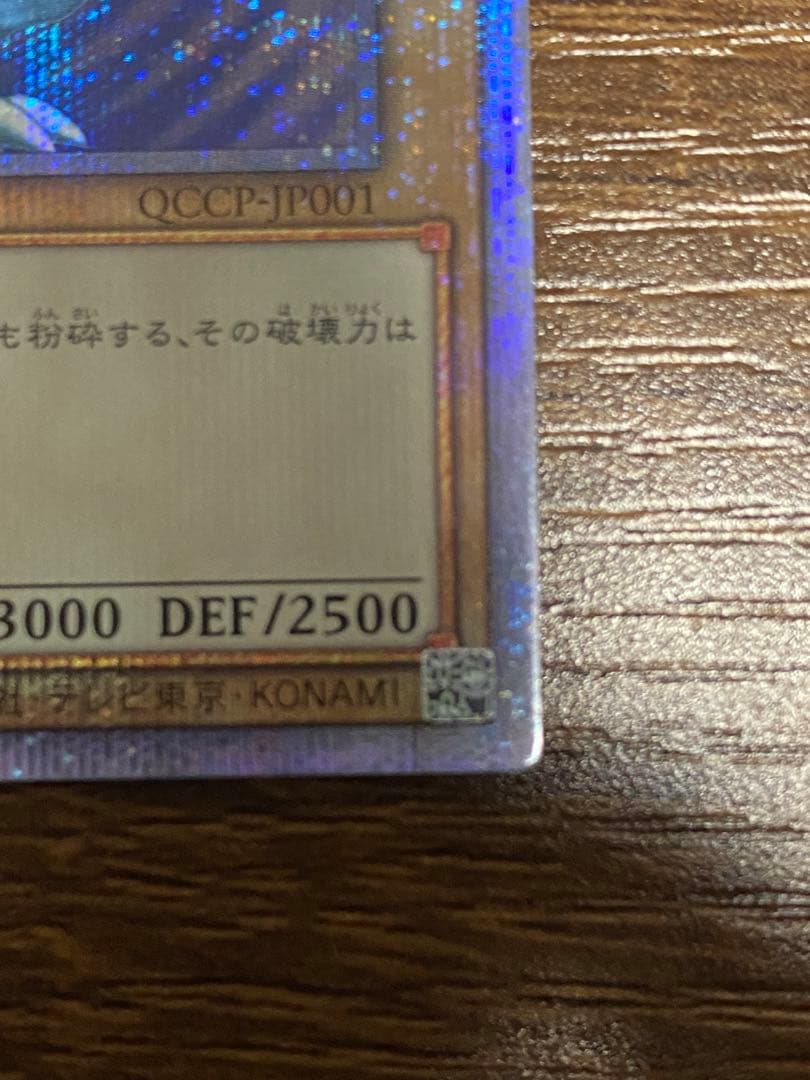 QCCP-JP001
も粉砕する、その破壊力は
ふん さい は かい りょく
3000 DEF/2500
社・テレビ東京・KONAMI